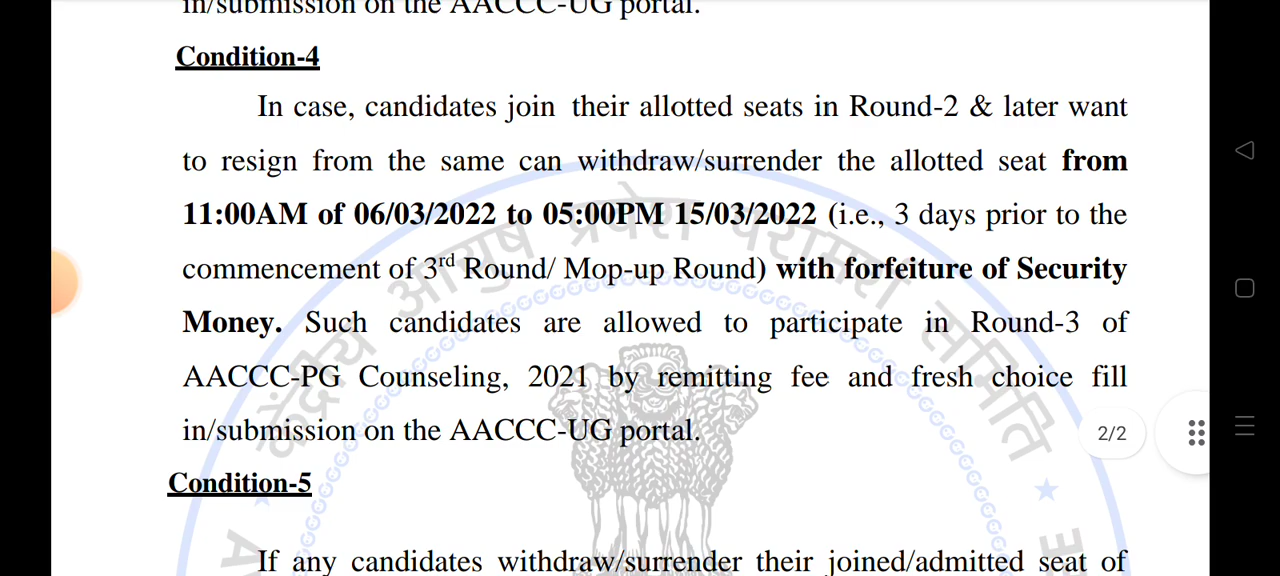 in/submission on the AACCC-UG portal.
Condition-4
In case, candidates join their allotted seats in Round-2 & later want
to resign from the same can withdraw/surrender the allotted seat from
11:00AM of 06/03/2022 to 05:00PM 15/03/2022 (i.e., 3 days prior to the
commencement of 3rd Round/ Mop-up Round) with forfeiture of Security
Money. Such candidates are allowed to participate in Round-3 of
AACCC-PG Counseling, 2021 by remitting fee and fresh choice fill
in/submission on the AACCC-UG portal.
2/2
Condition-5
If any candidates withdraw/surrender their joined/admitted seat of
केंद्रीय आयुष प्रवेश परामर्श समिति